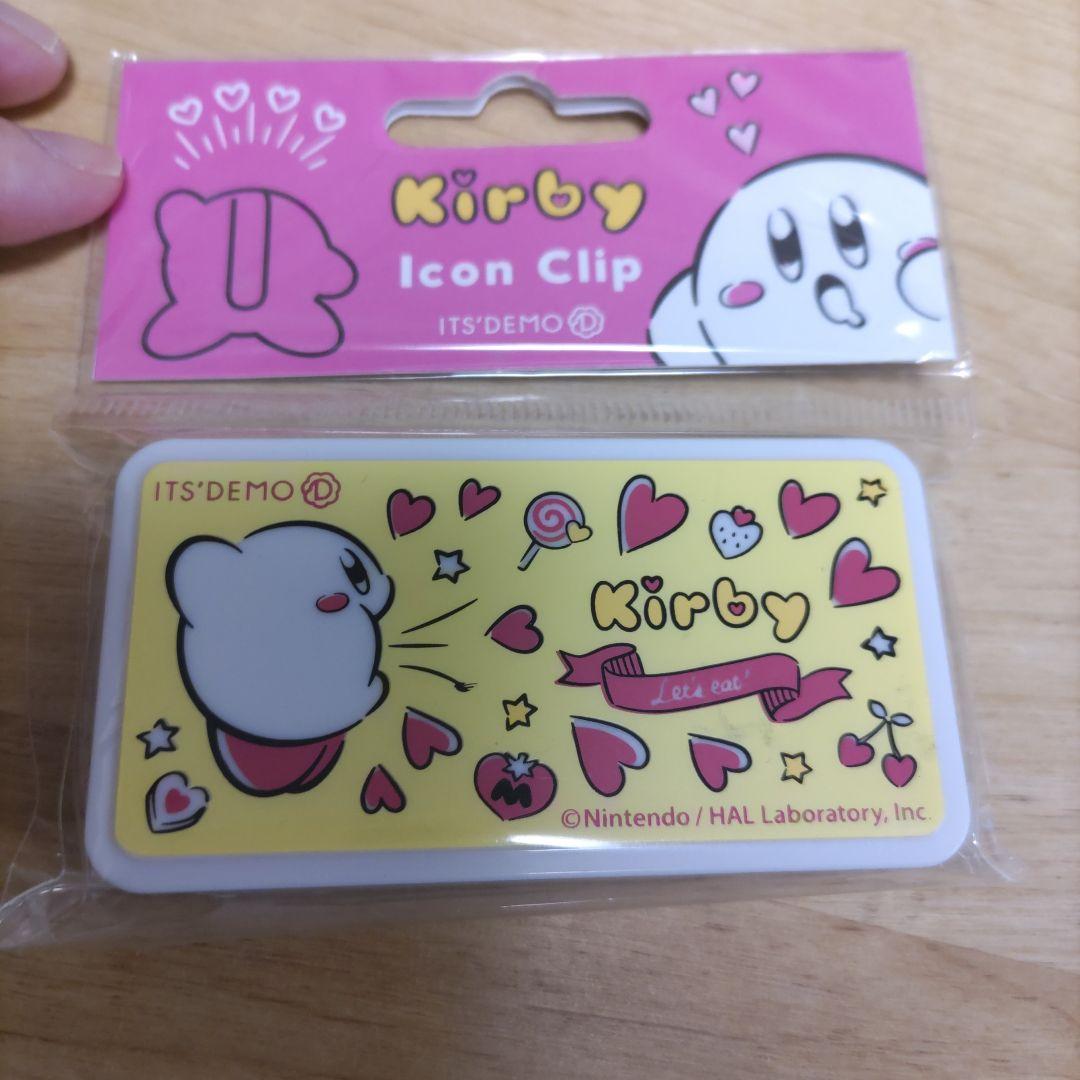 Kirby
Icon Clip
ITS'DEMO D
ITS'DEMO D
Kirby
Let's eat!
M
©Nintendo / HAL Laboratory, Inc.